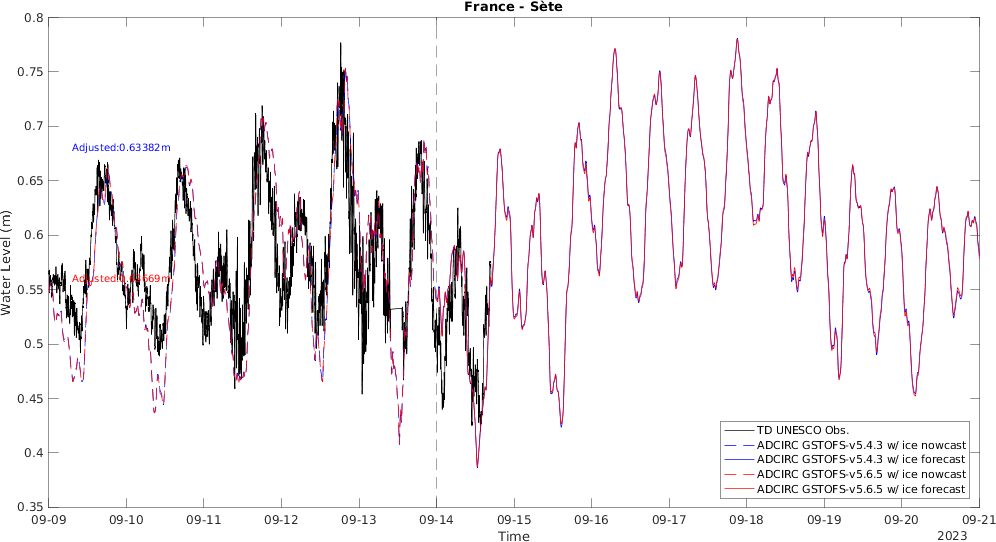 France - Sète
0.8
0.75
0.7
0.65
0.6
0.55
0.5
0.45
0.4
0.35
Water Level (m)
Adjusted:0.63382m
TD UNESCO Obs.
ADCIRC GSTOFS-v5.4.3 w/ ice nowcast
ADCIRC GSTOFS-v5.4.3 w/ ice forecast
ADCIRC GSTOFS-v5.6.5 w/ ice nowcast
ADCIRC GSTOFS-v5.6.5 w/ ice forecast
09-09 09-10 09-11 09-12 09-13 09-14 09-15 09-16 09-17 09-18 09-19 09-20 09-21
Time
2023